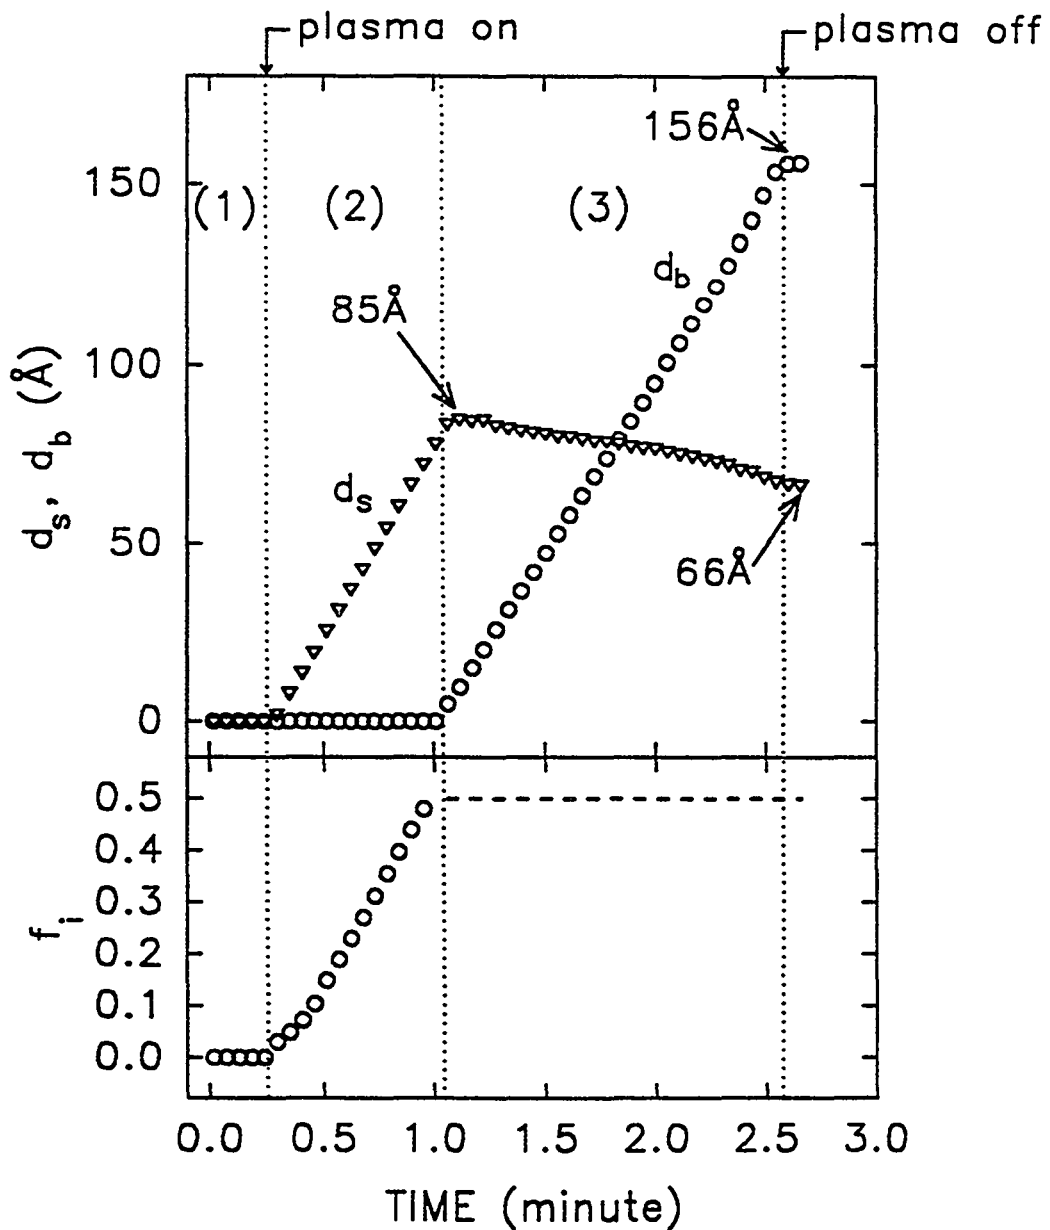 plasma on
plasma off
156Å
150
(1)
(2)
(3)
d_b
85Å
100
d_s, d_b (Å)
d_s
50
66Å
0
0.5
0.4
0.3
f_i
0.2
0.1
0.0
0.0 0.5 1.0 1.5 2.0 2.5 3.0
TIME (minute)